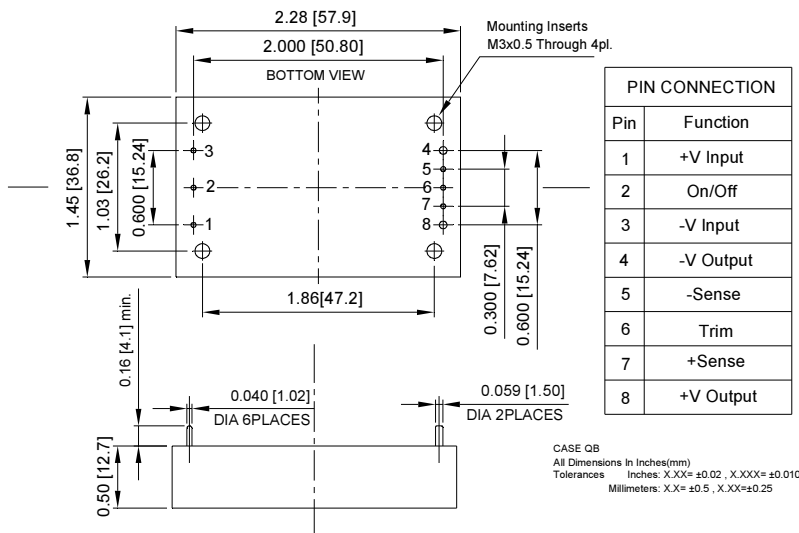 2.28 [57.9]
2.000 [50.80]
BOTTOM VIEW
Mounting Inserts
M3x0.5 Through 4pl.
1.45 [36.8]
1.03 [26.2]
0.600 [15.24]
3
2
1
4
5
6
7
8
0.300 [7.62]
0.600 [15.24]
1.86[47.2]
0.16 [4.1] min.
0.040 [1.02]
DIA 6PLACES
0.059 [1.50]
DIA 2PLACES
0.50 [12.7]
PIN CONNECTION
Pin Function
1 +V Input
2 On/Off
3 -V Input
4 -V Output
5 -Sense
6 Trim
7 +Sense
8 +V Output
CASE QB
All Dimensions In Inches(mm)
Tolerances Inches: X.XX= ±0.02 , X.XXX= ±0.010
Millimeters: X.X= ±0.5 , X.XX=±0.25